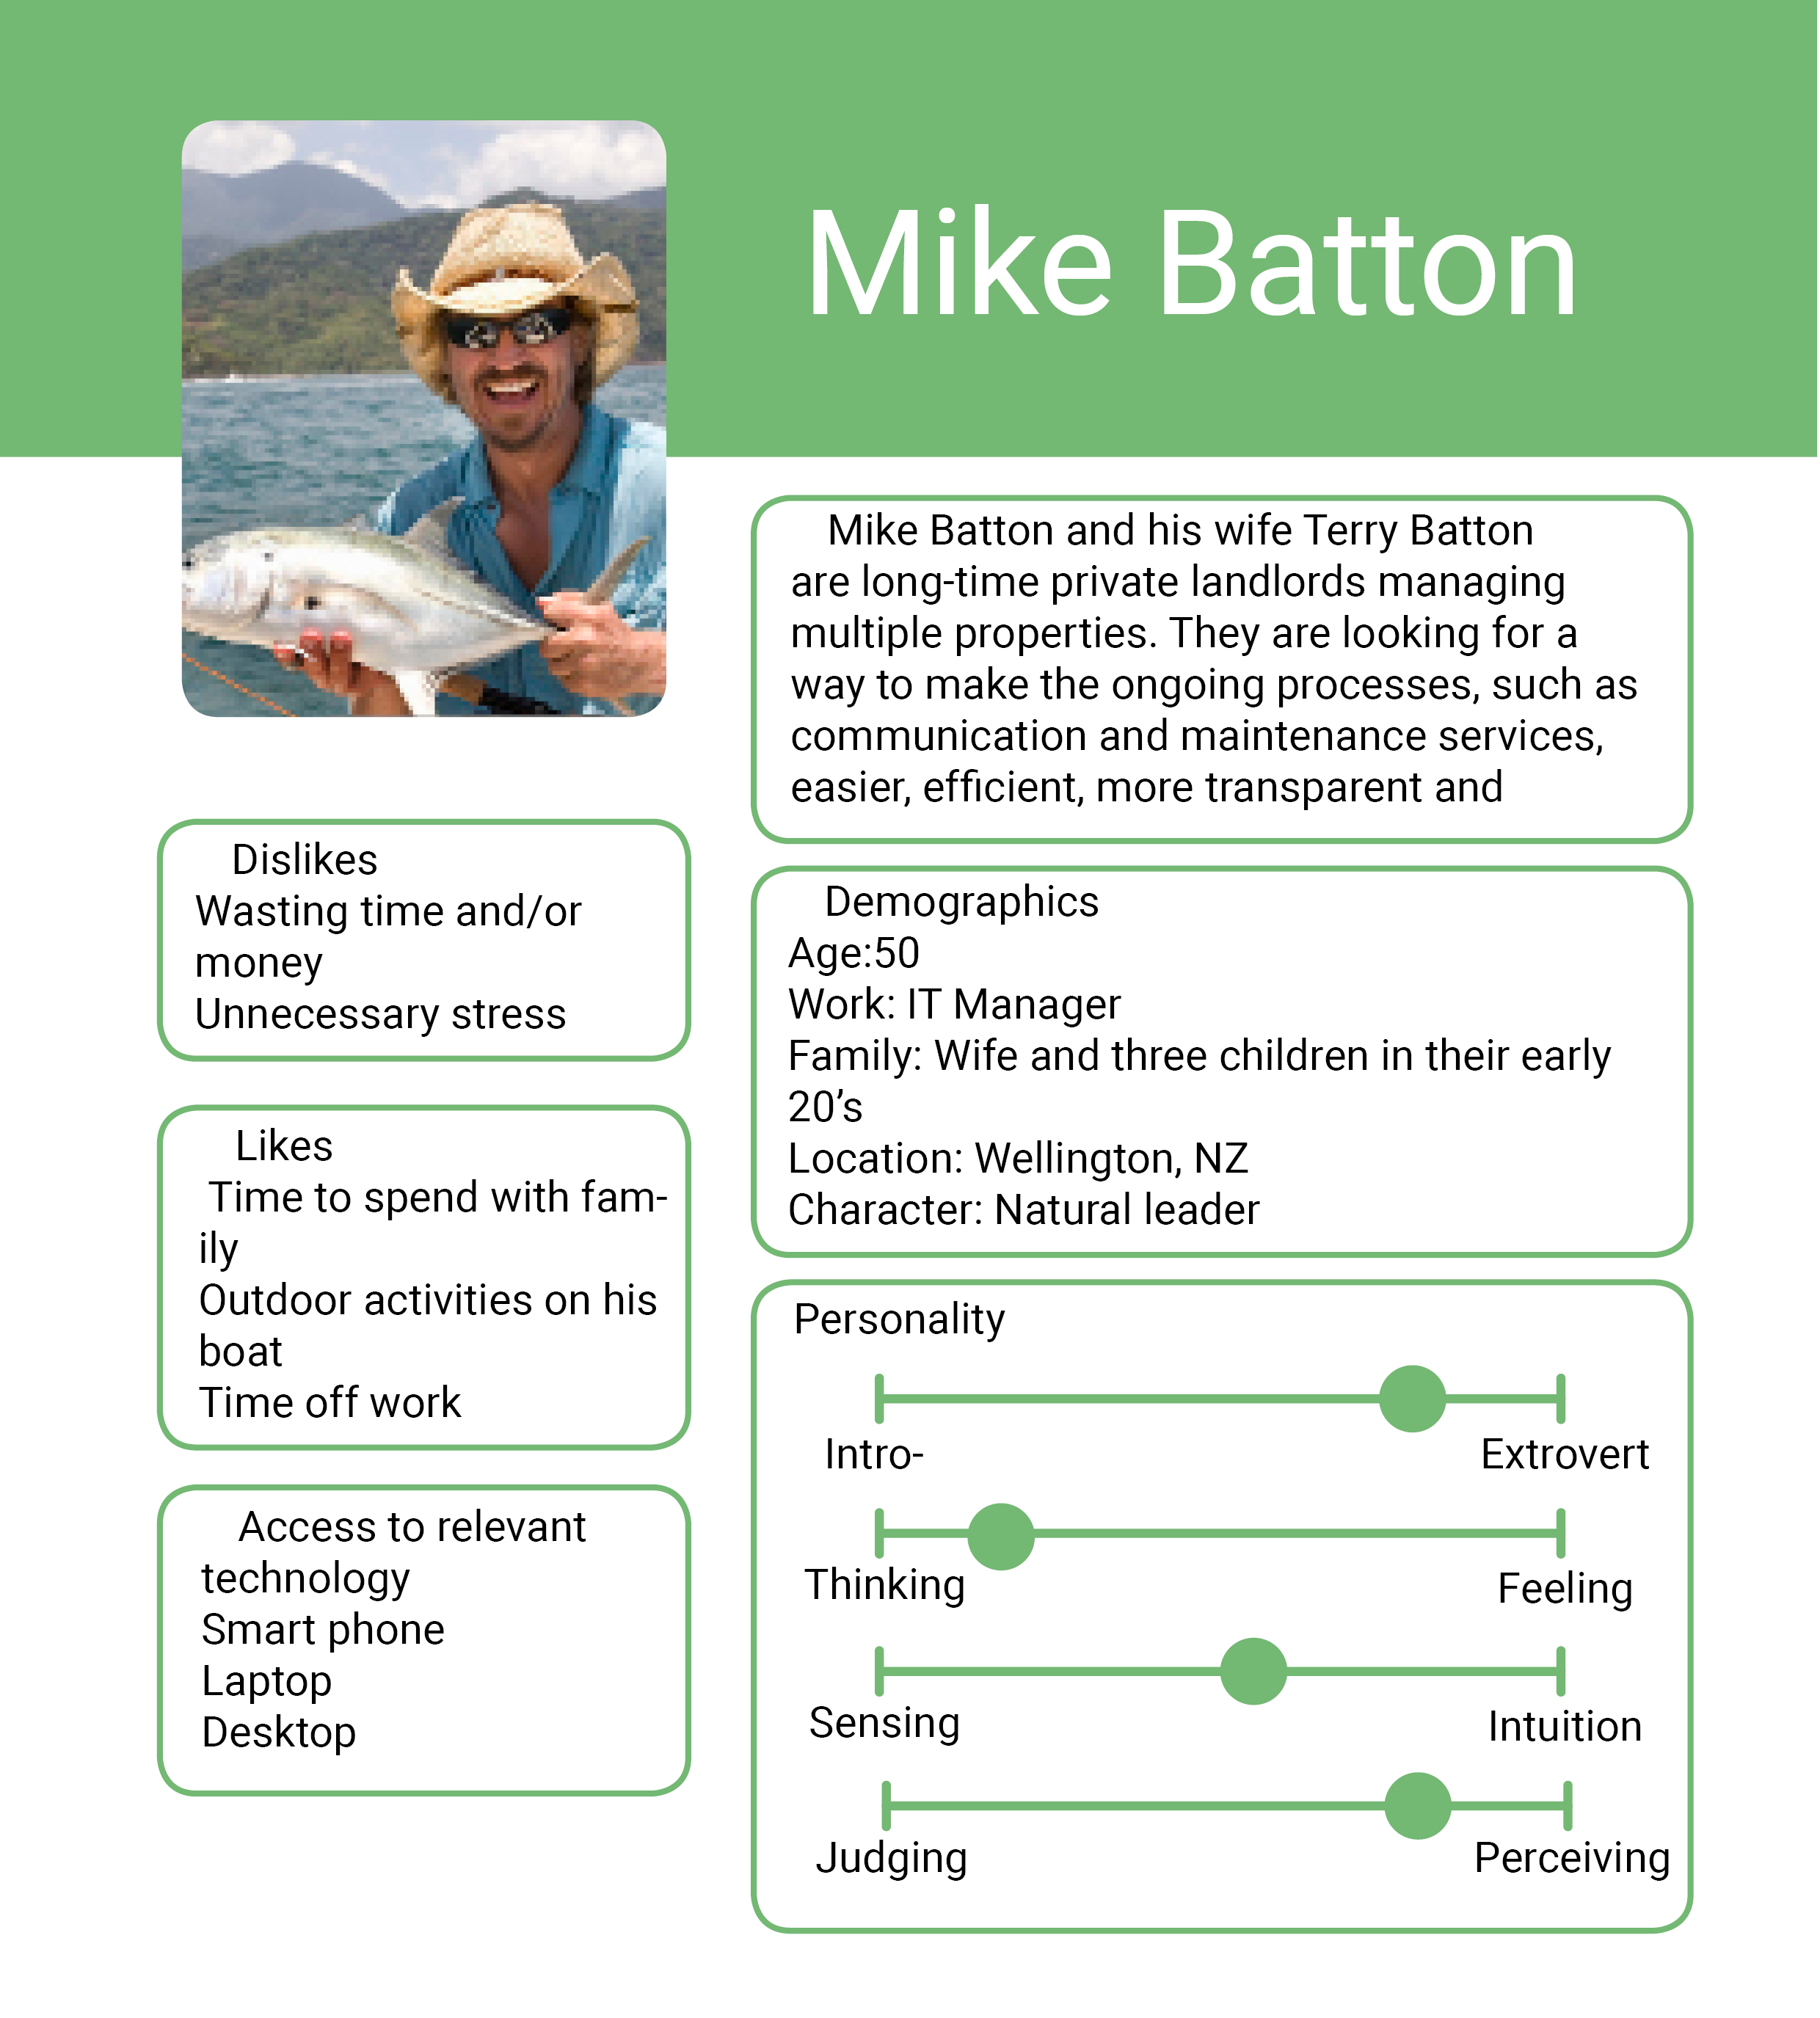 Mike Batton
Mike Batton and his wife Terry Batton
are long-time private landlords managing
multiple properties. They are looking for a
way to make the ongoing processes, such as
communication and maintenance services,
easier, efficient, more transparent and
Dislikes
Wasting time and/or
money
Unnecessary stress
Likes
Time to spend with fam-
ily
Outdoor activities on his
boat
Time off work
Access to relevant
technology
Smart phone
Laptop
Desktop
Demographics
Age:50
Work: IT Manager
Family: Wife and three children in their early
20’s
Location: Wellington, NZ
Character: Natural leader
Personality
Intro- Extrovert
Thinking Feeling
Sensing Intuition
Judging Perceiving